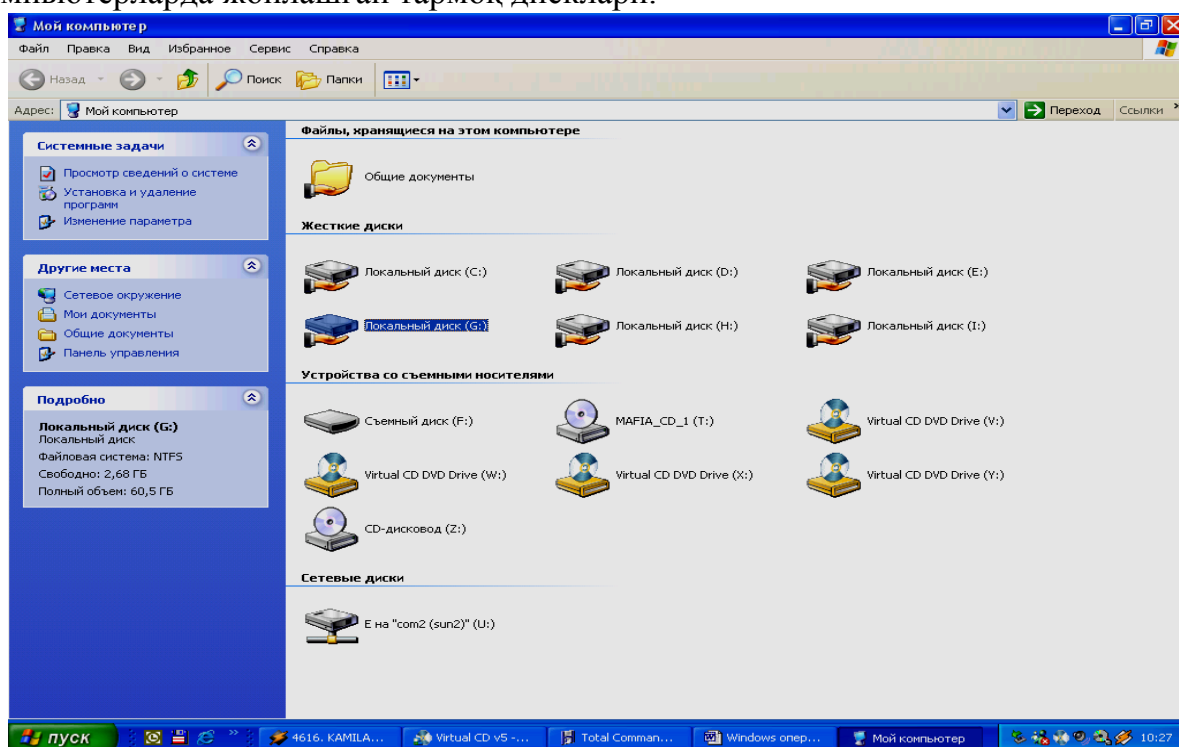 мпьютерларда жойлашган тармоқ дисклари.
Мой компьютер
Файл Правка Вид Избранное Сервис Справка
Назад Поиск Папки
Адрес: Мой компьютер Переход Ссылки »
Системные задачи
Просмотр сведений о системе
Установка и удаление
программ
Изменение параметра
Другие места
Сетевое окружение
Мои документы
Общие документы
Панель управления
Подробно
Локальный диск (G:)
Локальный диск
Файловая система: NTFS
Свободно: 2,68 ГБ
Полный объем: 60,5 ГБ
Файлы, хранящиеся на этом компьютере
Общие документы
Жесткие диски
Локальный диск (C:) Локальный диск (D:) Локальный диск (E:)
Локальный диск (G:) Локальный диск (H:) Локальный диск (I:)
Устройства со съемными носителями
Съемный диск (F:) MAFIA_CD_1 (T:) Virtual CD DVD Drive (V:)
Virtual CD DVD Drive (W:) Virtual CD DVD Drive (X:) Virtual CD DVD Drive (Y:)
CD-дисковод (Z:)
Сетевые диски
E на "com2 (sun2)" (U:)
пуск » 4616. KAMILA... Virtual CD v5 -... Total Comman... Windows опер... Мой компьютер 10:27